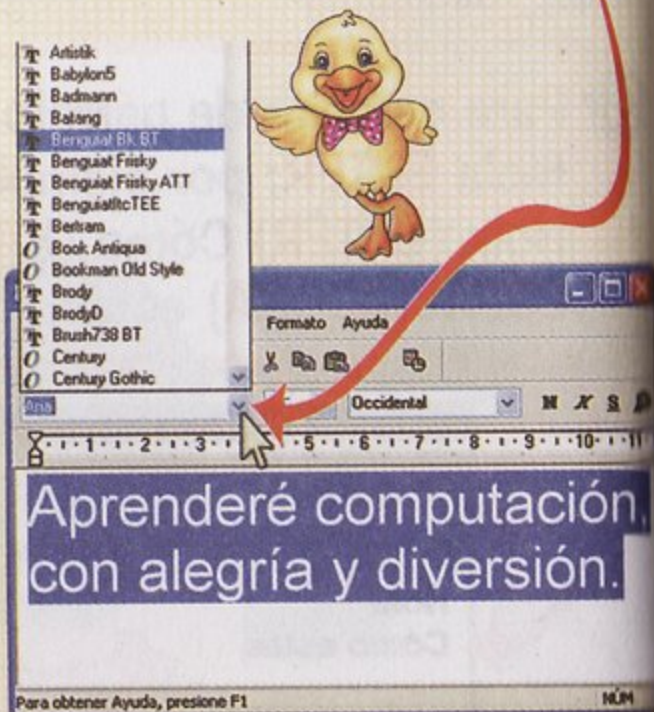 Artistik
Babylon5
Badmann
Batang
Benguiat Bk BT
Benguiat Frisky
Benguiat Frisky ATT
BenguiatItcTEE
Bertram
Book Antiqua
Bookman Old Style
Brody
BrodyD
Brush738 BT
Century
Century Gothic
Formato Ayuda
Arial Occidental N X S
1 2 3 5 6 7 8 9 10 11
Aprenderé computación,
con alegría y diversión.
Para obtener Ayuda, presione F1 NÚM